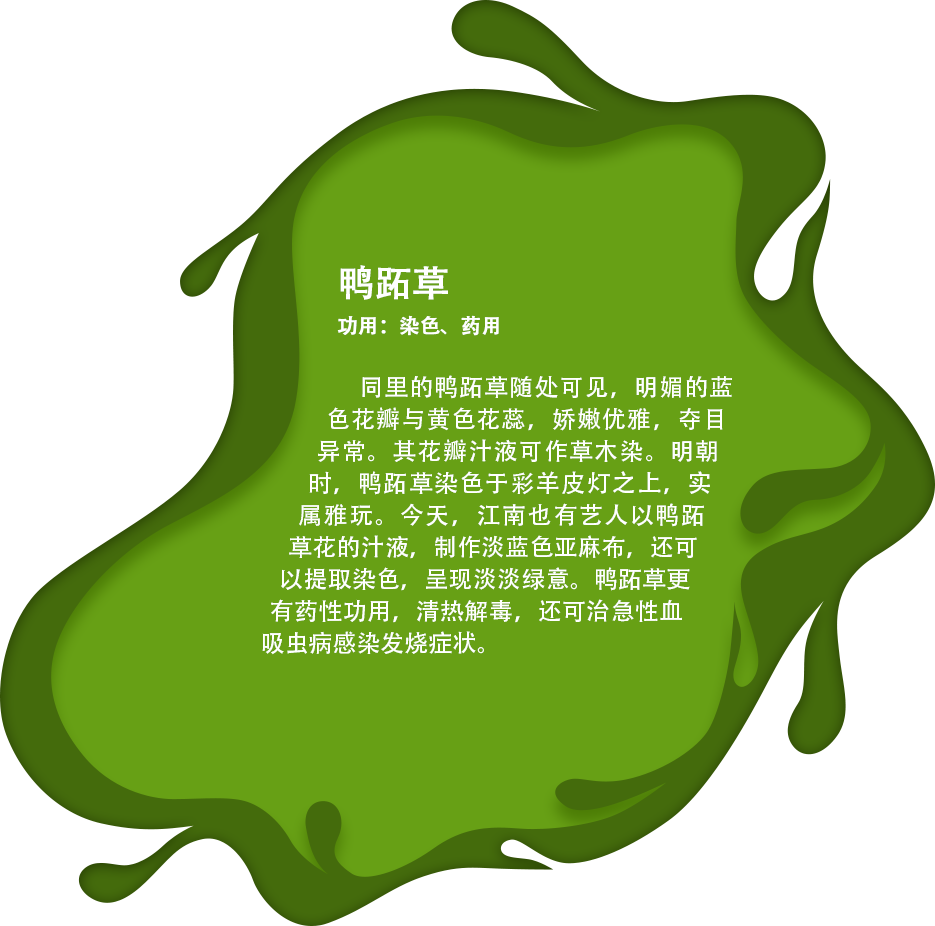 鸭跖草
功用：染色、药用
同里的鸭跖草随处可见，明媚的蓝
色花瓣与黄色花蕊，娇嫩优雅，夺目
异常。其花瓣汁液可作草木染。明朝
时，鸭跖草染色于彩羊皮灯之上，实
属雅玩。今天，江南也有艺人以鸭跖
草花的汁液，制作淡蓝色亚麻布，还可
以提取染色，呈现淡淡绿意。鸭跖草更
有药性功用，清热解毒，还可治急性血
吸虫病感染发烧症状。